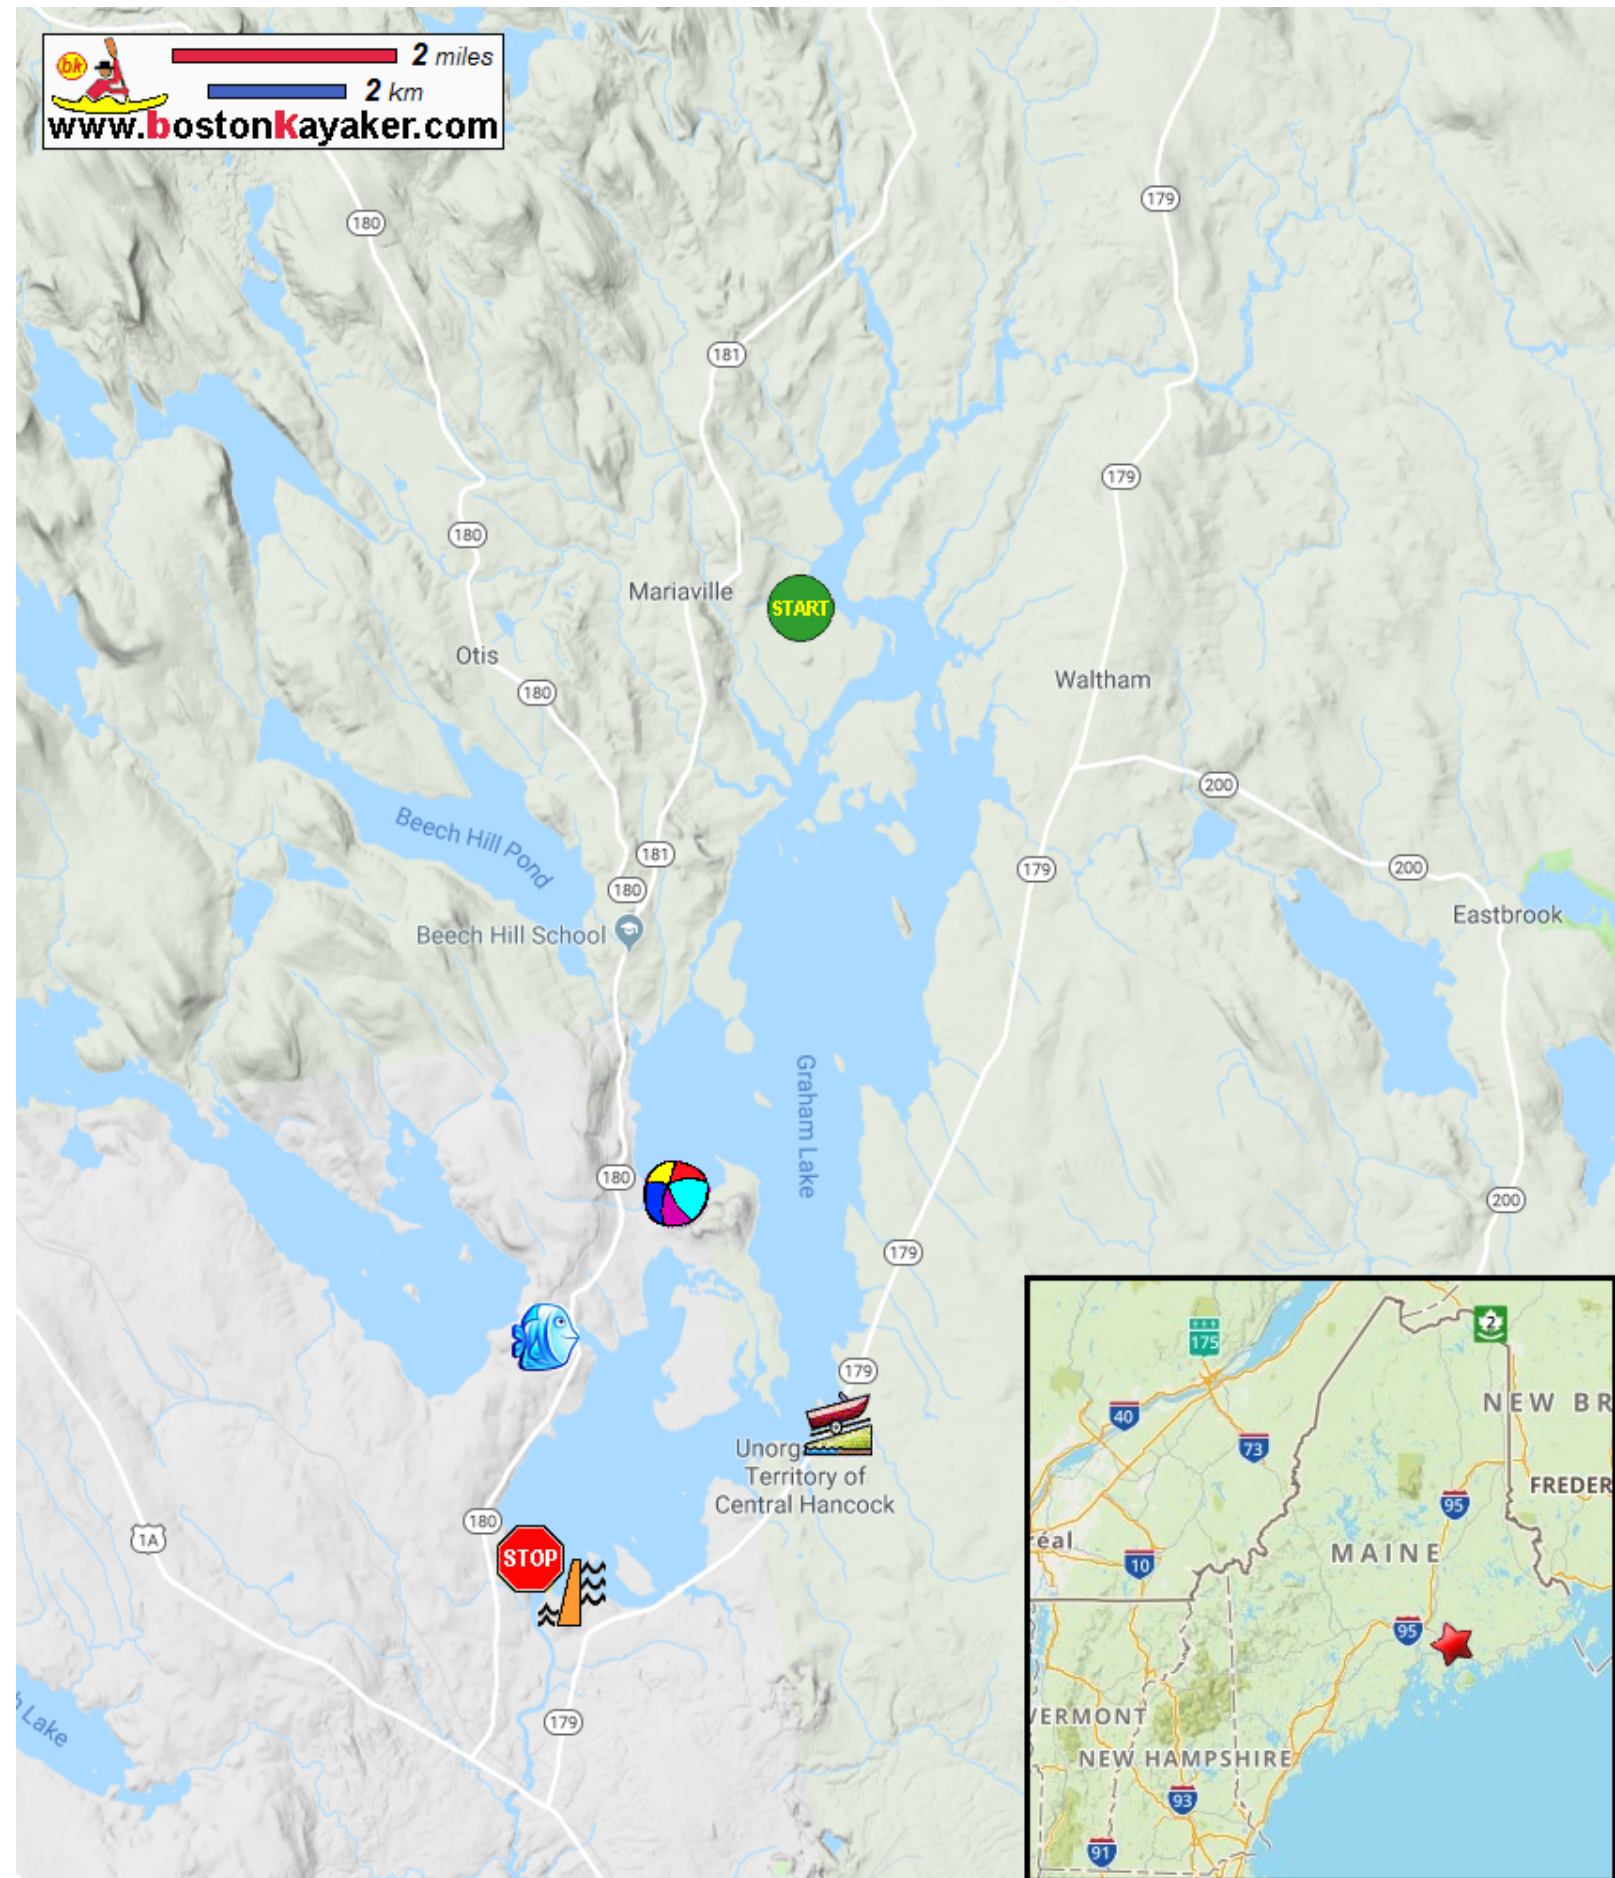 bk
2 miles
2 km
www.bostonkayaker.com
180
179
181
179
180
Mariaville
START
Otis
Waltham
180
200
Beech Hill Pond
181
200
179
180
Eastbrook
Beech Hill School
Graham Lake
180
200
179
179
Unorg
Territory of
Central Hancock
180
1A
STOP
179
Lake
2
175
NEW BR
40
73
FREDER
95
éal
MAINE
10
95
VERMONT
NEW HAMPSHIRE
93
91